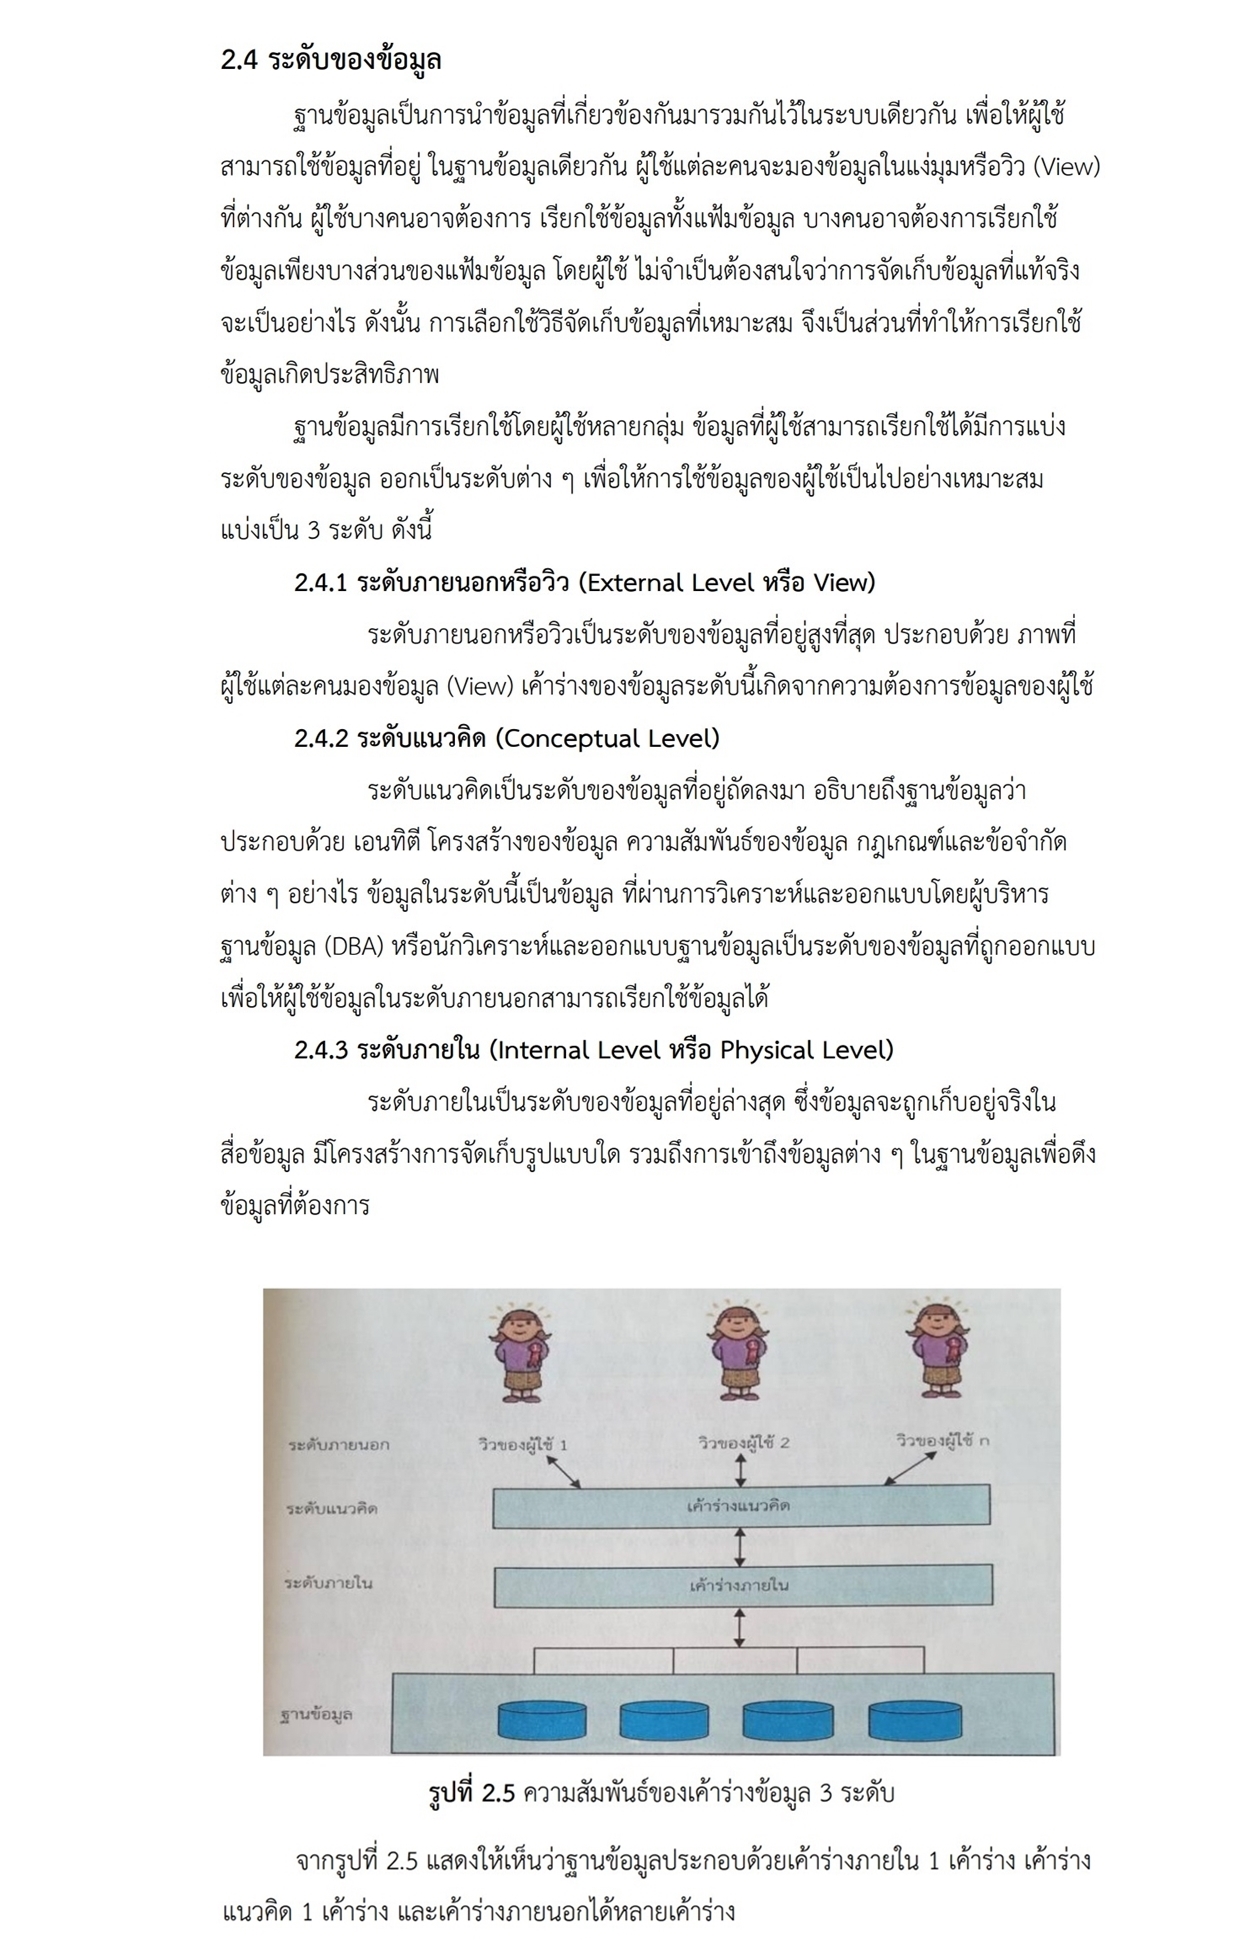 2.4 ระดับของข้อมูล
ฐานข้อมูลเป็นการนำข้อมูลที่เกี่ยวข้องกันมารวมกันไว้ในระบบเดียวกัน เพื่อให้ผู้ใช้
สามารถใช้ข้อมูลที่อยู่ ในฐานข้อมูลเดียวกัน ผู้ใช้แต่ละคนจะมองข้อมูลในแง่มุมหรือวิว (View)
ที่ต่างกัน ผู้ใช้บางคนอาจต้องการ เรียกใช้ข้อมูลทั้งแฟ้มข้อมูล บางคนอาจต้องการเรียกใช้
ข้อมูลเพียงบางส่วนของแฟ้มข้อมูล โดยผู้ใช้ ไม่จำเป็นต้องสนใจว่าการจัดเก็บข้อมูลที่แท้จริง
จะเป็นอย่างไร ดังนั้น การเลือกใช้วิธีจัดเก็บข้อมูลที่เหมาะสม จึงเป็นส่วนที่ทำให้การเรียกใช้
ข้อมูลเกิดประสิทธิภาพ
ฐานข้อมูลมีการเรียกใช้โดยผู้ใช้หลายกลุ่ม ข้อมูลที่ผู้ใช้สามารถเรียกใช้ได้มีการแบ่ง
ระดับของข้อมูล ออกเป็นระดับต่าง ๆ เพื่อให้การใช้ข้อมูลของผู้ใช้เป็นไปอย่างเหมาะสม
แบ่งเป็น 3 ระดับ ดังนี้
2.4.1 ระดับภายนอกหรือวิว (External Level หรือ View)
ระดับภายนอกหรือวิวเป็นระดับของข้อมูลที่อยู่สูงที่สุด ประกอบด้วย ภาพที่
ผู้ใช้แต่ละคนมองข้อมูล (View) เค้าร่างของข้อมูลระดับนี้เกิดจากความต้องการข้อมูลของผู้ใช้
2.4.2 ระดับแนวคิด (Conceptual Level)
ระดับแนวคิดเป็นระดับของข้อมูลที่อยู่ถัดลงมา อธิบายถึงฐานข้อมูลว่า
ประกอบด้วย เอนทิตี โครงสร้างของข้อมูล ความสัมพันธ์ของข้อมูล กฎเกณฑ์และข้อจำกัด
ต่าง ๆ อย่างไร ข้อมูลในระดับนี้เป็นข้อมูล ที่ผ่านการวิเคราะห์และออกแบบโดยผู้บริหาร
ฐานข้อมูล (DBA) หรือนักวิเคราะห์และออกแบบฐานข้อมูลเป็นระดับของข้อมูลที่ถูกออกแบบ
เพื่อให้ผู้ใช้ข้อมูลในระดับภายนอกสามารถเรียกใช้ข้อมูลได้
2.4.3 ระดับภายใน (Internal Level หรือ Physical Level)
ระดับภายในเป็นระดับของข้อมูลที่อยู่ล่างสุด ซึ่งข้อมูลจะถูกเก็บอยู่จริงใน
สื่อข้อมูล มีโครงสร้างการจัดเก็บรูปแบบใด รวมถึงการเข้าถึงข้อมูลต่าง ๆ ในฐานข้อมูลเพื่อดึง
ข้อมูลที่ต้องการ
ระดับภายนอก วิวของผู้ใช้ 1 วิวของผู้ใช้ 2 วิวของผู้ใช้ n
ระดับแนวคิด เค้าร่างแนวคิด
ระดับภายใน เค้าร่างภายใน
ฐานข้อมูล
รูปที่ 2.5 ความสัมพันธ์ของเค้าร่างข้อมูล 3 ระดับ
จากรูปที่ 2.5 แสดงให้เห็นว่าฐานข้อมูลประกอบด้วยเค้าร่างภายใน 1 เค้าร่าง เค้าร่าง
แนวคิด 1 เค้าร่าง และเค้าร่างภายนอกได้หลายเค้าร่าง